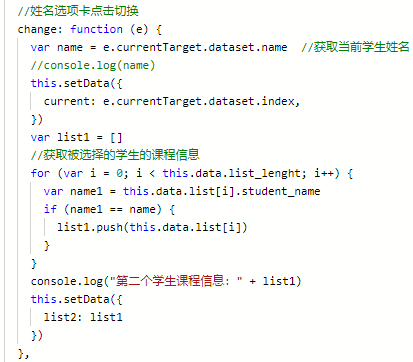 //姓名选项卡点击切换
change: function (e) {
var name = e.currentTarget.dataset.name  //获取当前学生姓名
//console.log(name)
this.setData({
current: e.currentTarget.dataset.index,
})
var list1 = []
//获取被选择的学生的课程信息
for (var i = 0; i < this.data.list_lenght; i++) {
var name1 = this.data.list[i].student_name
if (name1 == name) {
list1.push(this.data.list[i])
}
}
console.log("第二个学生课程信息: " + list1)
this.setData({
list2: list1
})
},